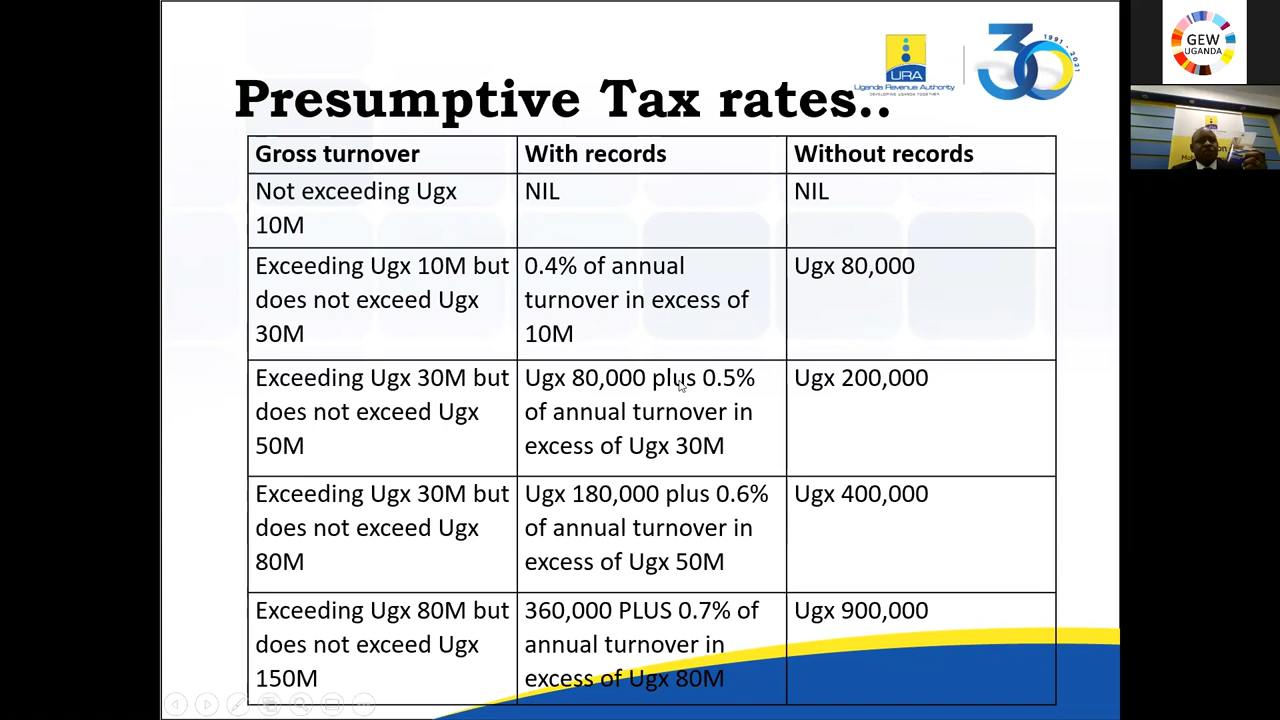 1991 - 2021
30
URA
Uganda Revenue Authority
DEVELOPING UGANDA TOGETHER
GEW
UGANDA
Presumptive Tax rates..
Gross turnover
With records
Without records
Not exceeding Ugx
10M
NIL
NIL
Exceeding Ugx 10M but
does not exceed Ugx
30M
0.4% of annual
turnover in excess of
10M
Ugx 80,000
Exceeding Ugx 30M but
does not exceed Ugx
50M
Ugx 80,000 plus 0.5%
of annual turnover in
excess of Ugx 30M
Ugx 200,000
Exceeding Ugx 30M but
does not exceed Ugx
80M
Ugx 180,000 plus 0.6%
of annual turnover in
excess of Ugx 50M
Ugx 400,000
Exceeding Ugx 80M but
does not exceed Ugx
150M
360,000 PLUS 0.7% of
annual turnover in
excess of Ugx 80M
Ugx 900,000